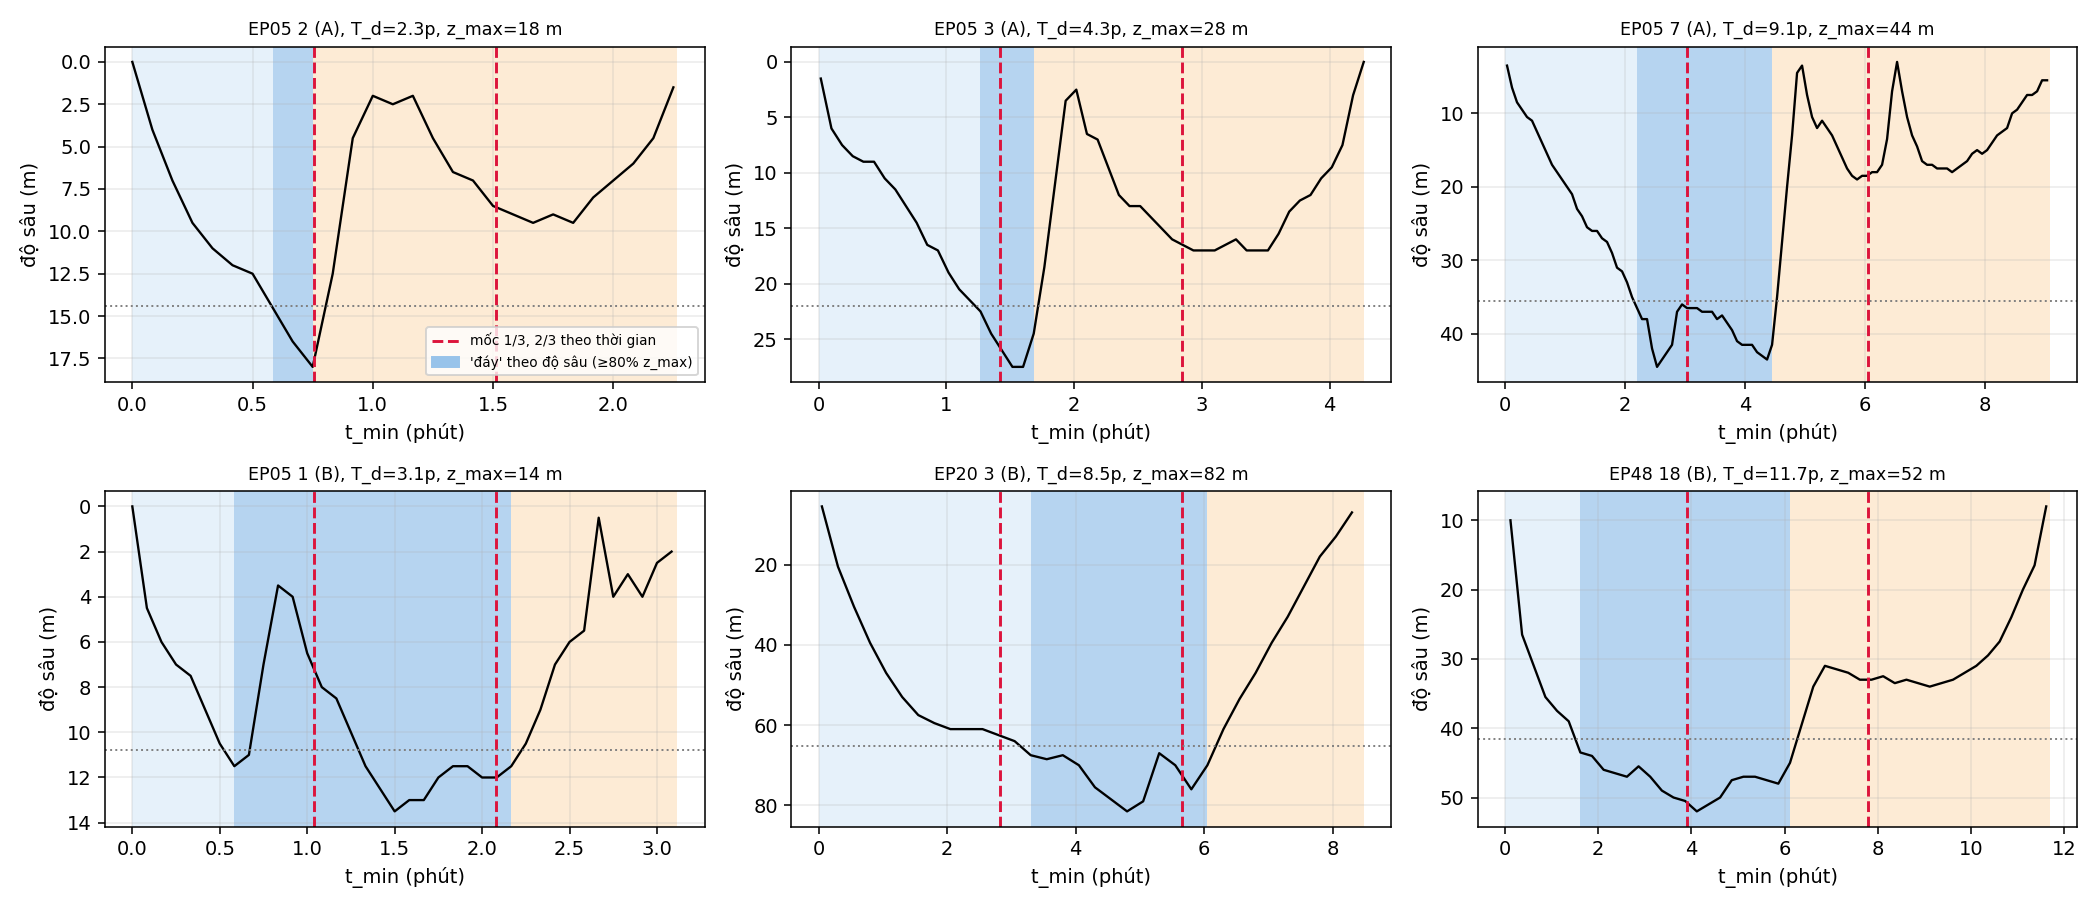 EP05 2 (A), T_d=2.3p, z_max=18 m
0.0
2.5
5.0
7.5
10.0
12.5
15.0
17.5
độ sâu (m)
mốc 1/3, 2/3 theo thời gian
'đáy' theo độ sâu (≥80% z_max)
0.0 0.5 1.0 1.5 2.0
t_min (phút)
EP05 3 (A), T_d=4.3p, z_max=28 m
0
5
10
15
20
25
độ sâu (m)
0 1 2 3 4
t_min (phút)
EP05 7 (A), T_d=9.1p, z_max=44 m
10
20
30
40
độ sâu (m)
0 2 4 6 8
t_min (phút)
EP05 1 (B), T_d=3.1p, z_max=14 m
0
2
4
6
8
10
12
14
độ sâu (m)
0.0 0.5 1.0 1.5 2.0 2.5 3.0
t_min (phút)
EP20 3 (B), T_d=8.5p, z_max=82 m
20
40
60
80
độ sâu (m)
0 2 4 6 8
t_min (phút)
EP48 18 (B), T_d=11.7p, z_max=52 m
10
20
30
40
50
độ sâu (m)
0 2 4 6 8 10 12
t_min (phút)